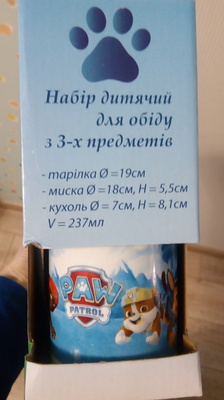 Набір дитячий
для обіду
з 3-х предметів
- тарілка Ø =19см
- миска Ø =18см, H = 5,5см
- кухоль Ø = 7см, H = 8,1см
V = 237мл
PAW
PATROL